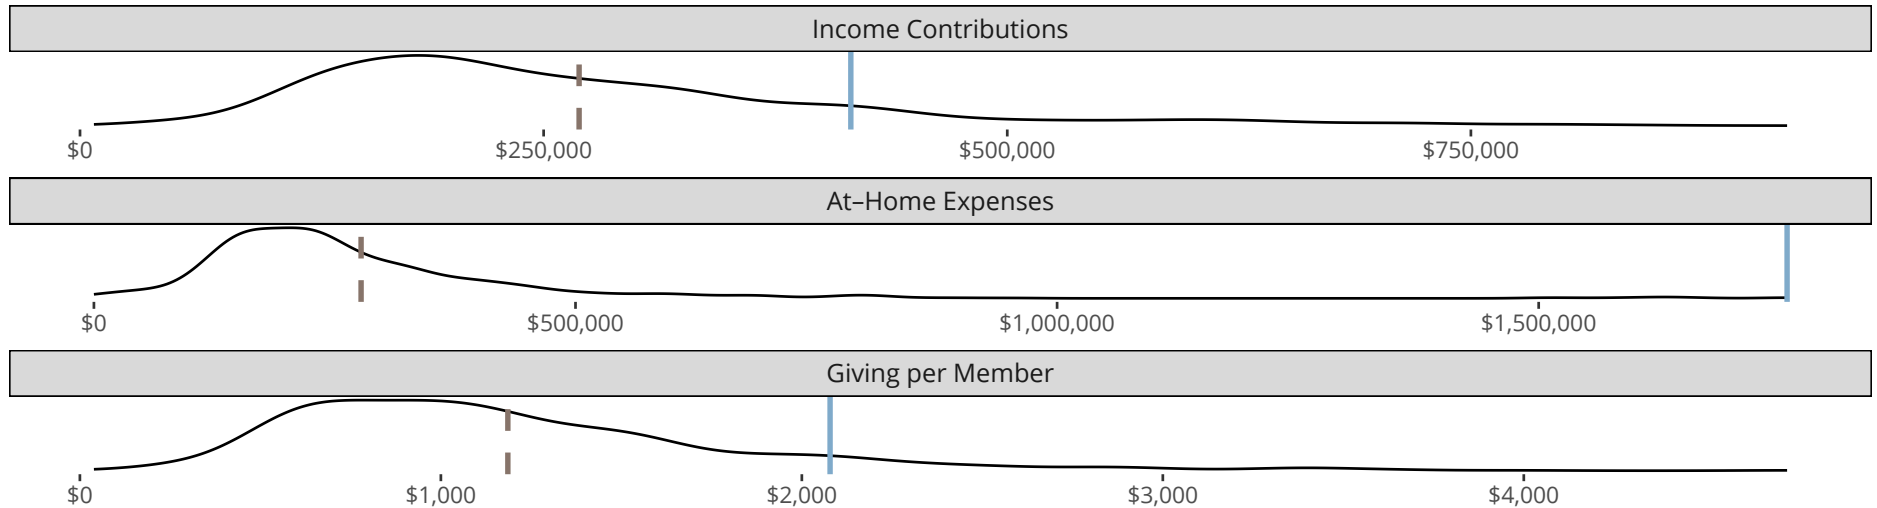 Income Contributions
$0 $250,000 $500,000 $750,000
At–Home Expenses
$0 $500,000 $1,000,000 $1,500,000
Giving per Member
$0 $1,000 $2,000 $3,000 $4,000